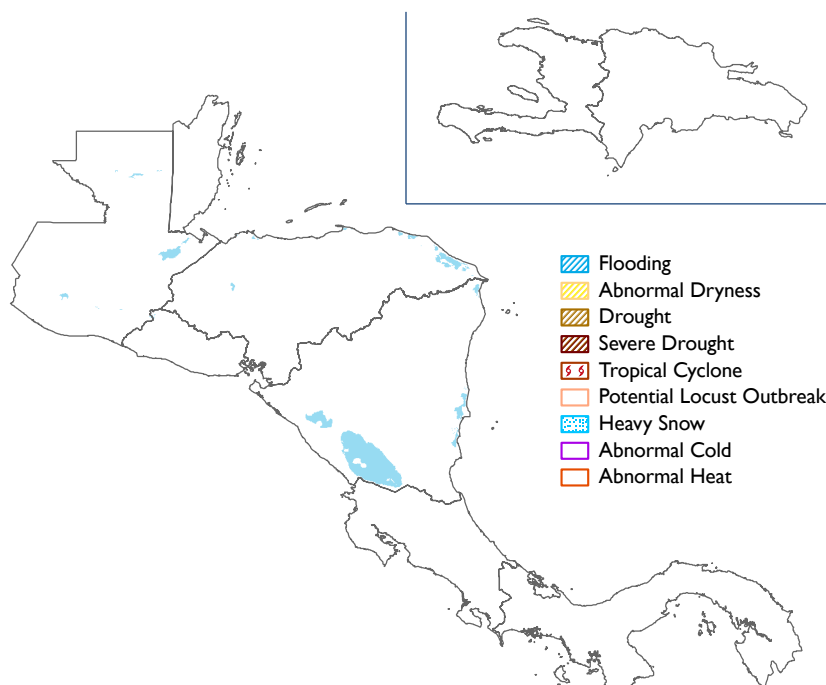 Flooding
Abnormal Dryness
Drought
Severe Drought
Tropical Cyclone
Potential Locust Outbreak
Heavy Snow
Abnormal Cold
Abnormal Heat